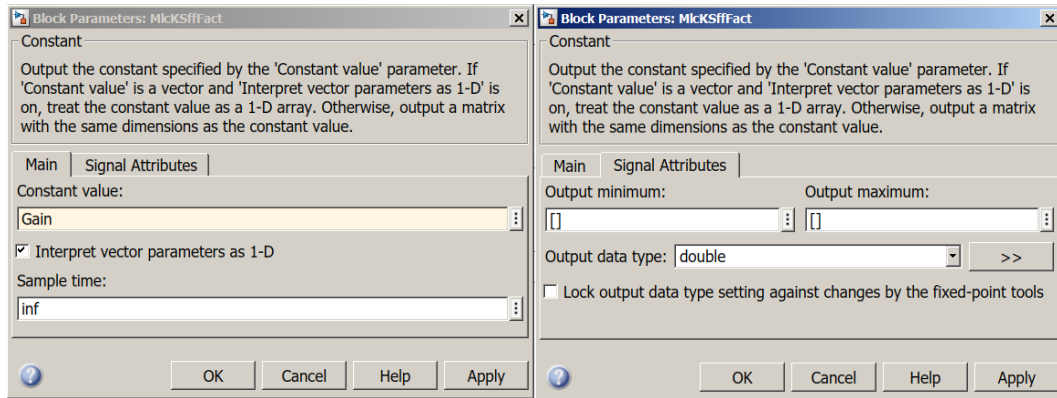 Block Parameters: MlcKSffFact
Constant
Output the constant specified by the 'Constant value' parameter. If
'Constant value' is a vector and 'Interpret vector parameters as 1-D' is
on, treat the constant value as a 1-D array. Otherwise, output a matrix
with the same dimensions as the constant value.
Main Signal Attributes
Constant value:
Gain
Interpret vector parameters as 1-D
Sample time:
inf
OK Cancel Help Apply
Block Parameters: MlcKSffFact
Constant
Output the constant specified by the 'Constant value' parameter. If
'Constant value' is a vector and 'Interpret vector parameters as 1-D' is
on, treat the constant value as a 1-D array. Otherwise, output a matrix
with the same dimensions as the constant value.
Main Signal Attributes
Output minimum: Output maximum:
[] []
Output data type: double >>
Lock output data type setting against changes by the fixed-point tools
OK Cancel Help Apply